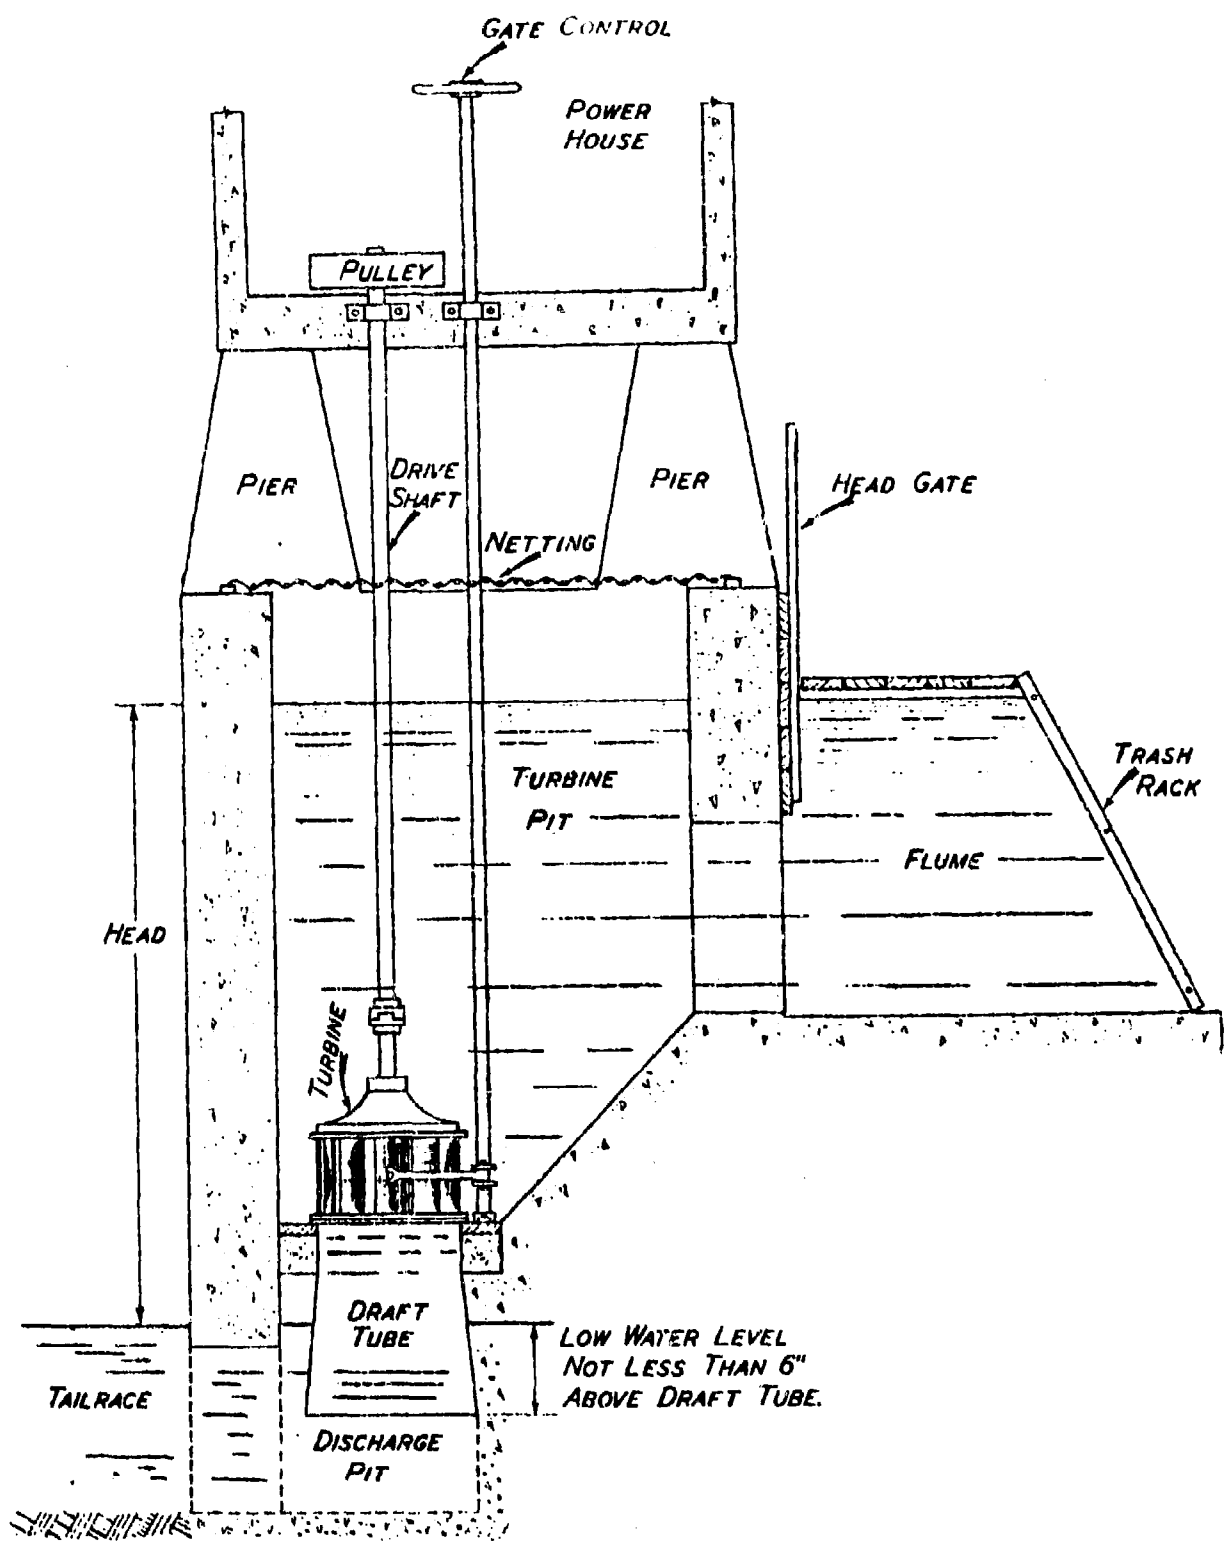 GATE CONTROL
POWER
HOUSE
PULLEY
PIER
DRIVE
SHAFT
PIER
HEAD GATE
NETTING
TURBINE
PIT
TRASH
RACK
FLUME
HEAD
TURBINE
DRAFT
TUBE
LOW WATER LEVEL
NOT LESS THAN 6"
ABOVE DRAFT TUBE.
TAILRACE
DISCHARGE
PIT